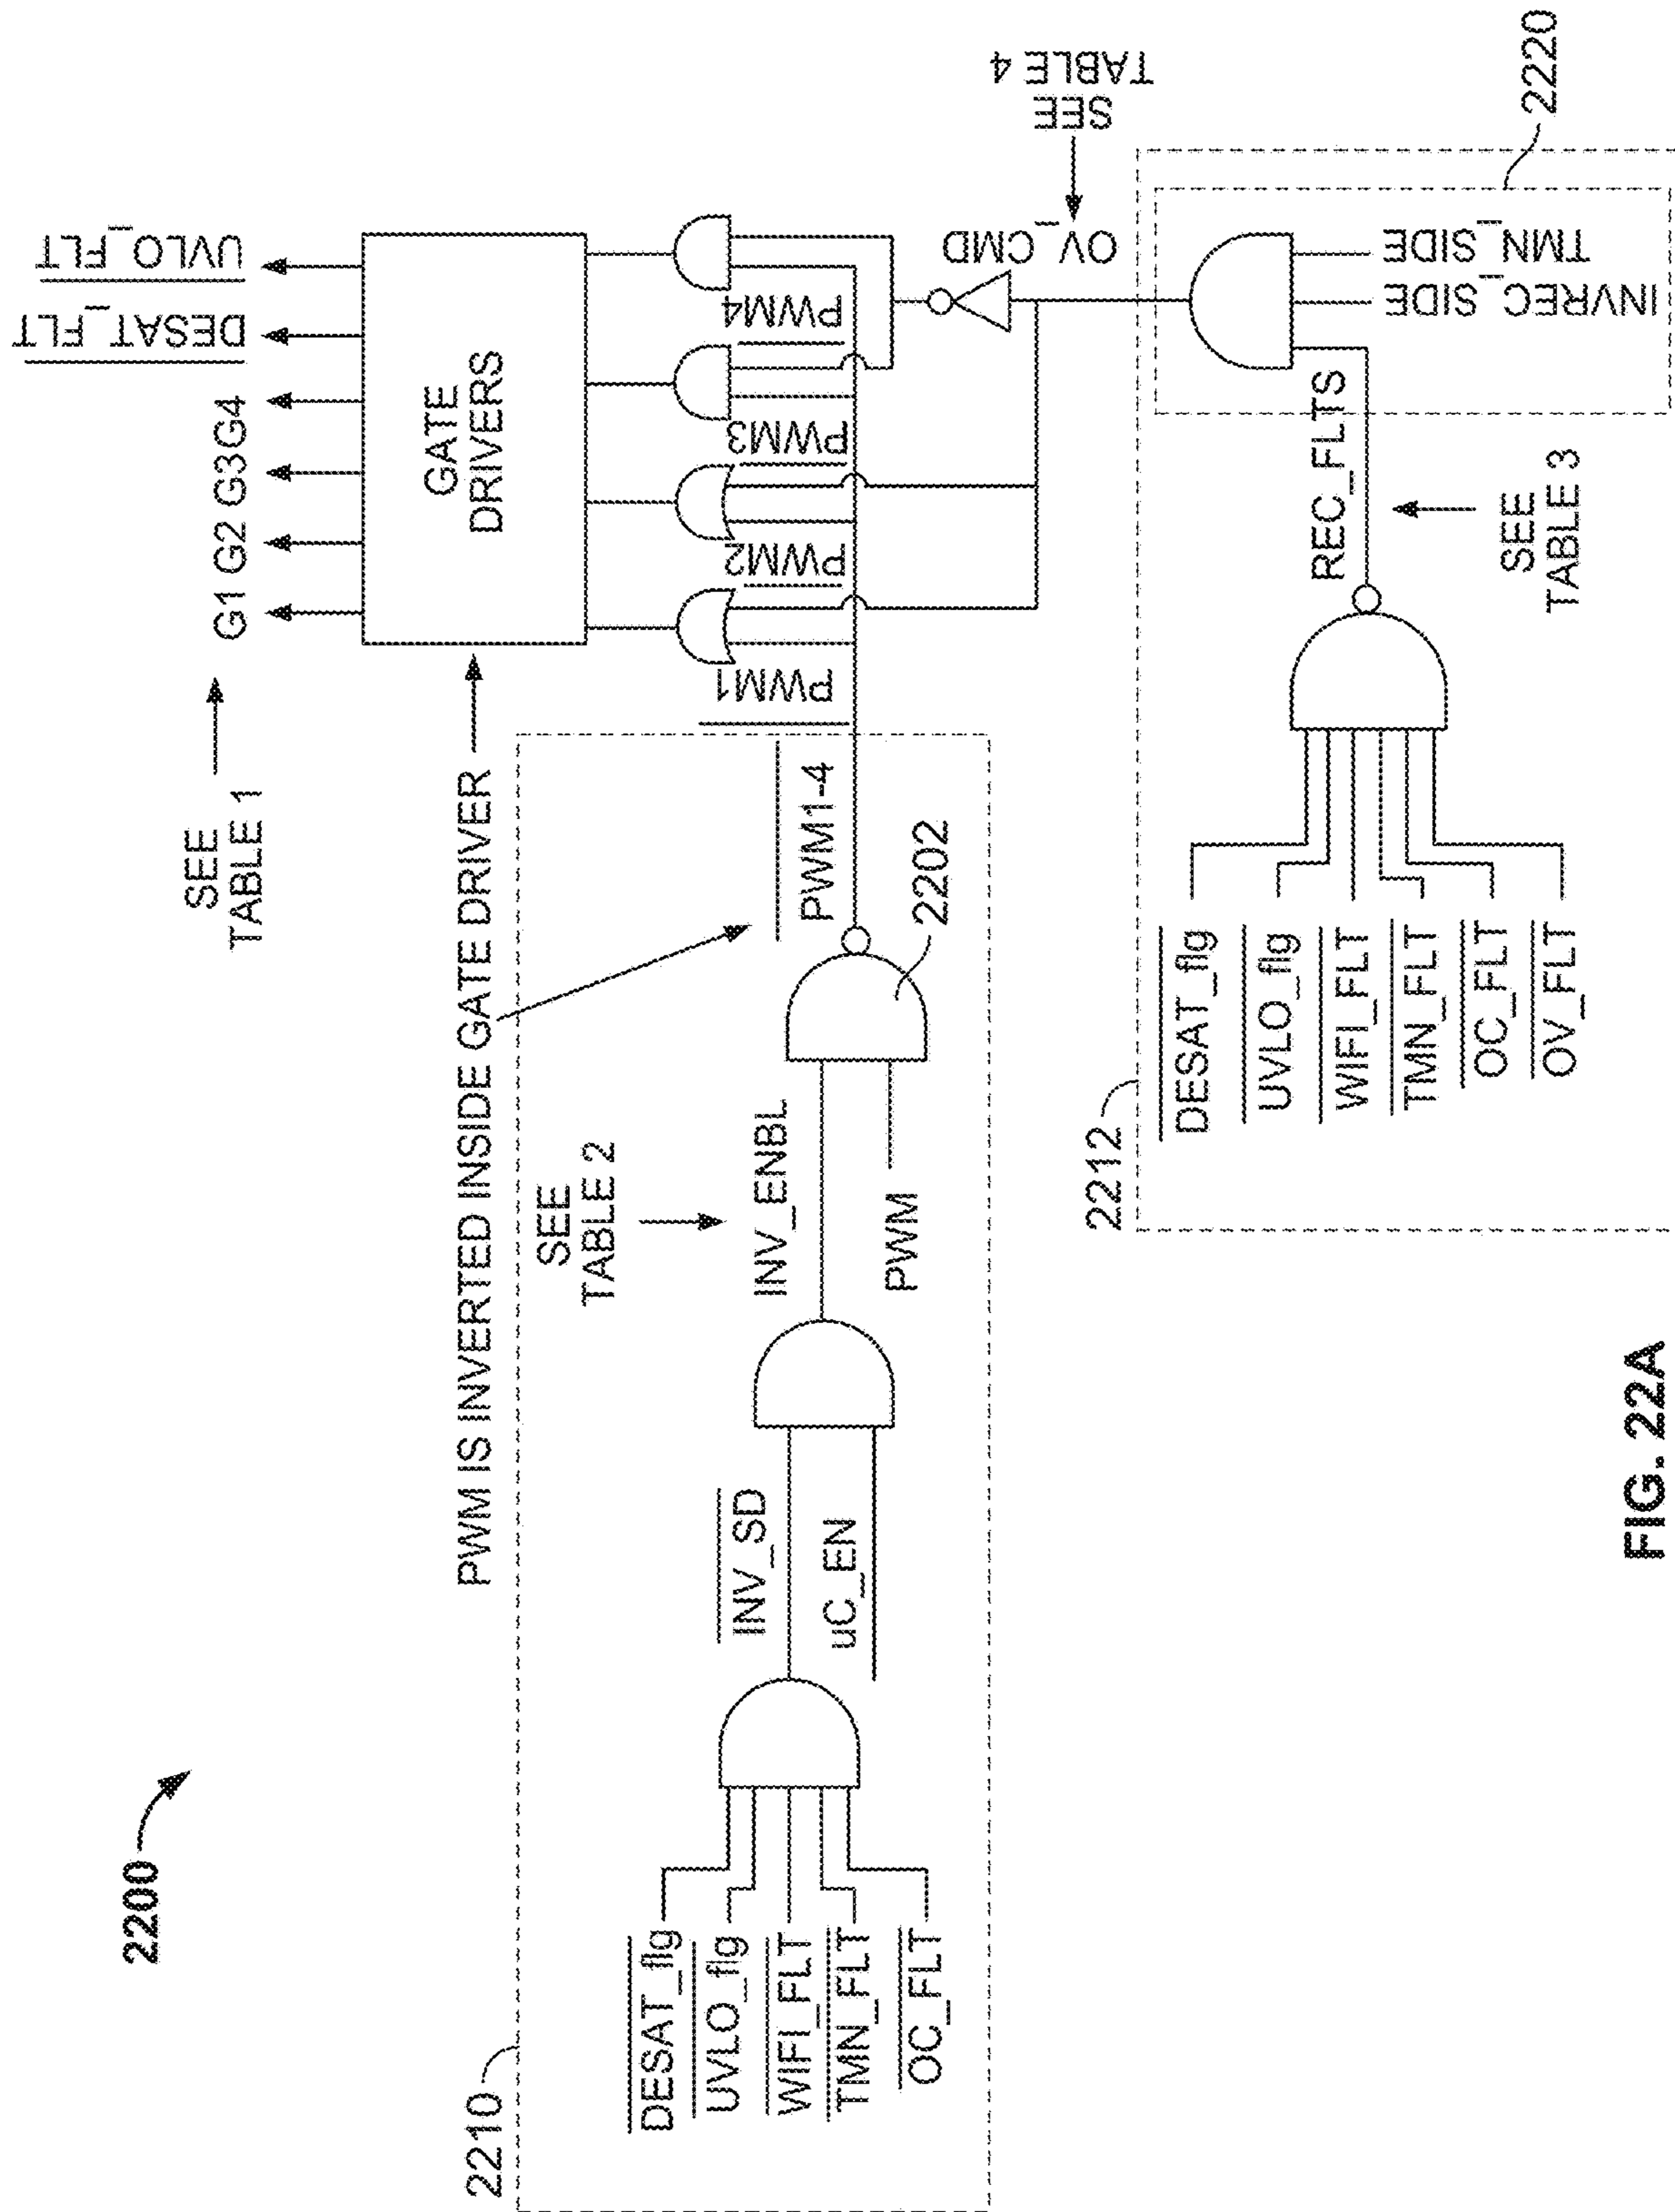 2200
SEE
TABLE 1
G1 G2 G3G4
DESAT_FLT
UVLO_FLT
PWM IS INVERTED INSIDE GATE DRIVER
GATE
DRIVERS
2210
DESAT_flg
UVLO_flg
WIFI_FLT
TMN_FLT
OC_FLT
INV_SD
uC_EN
SEE
TABLE 2
INV_ENBL
PWM
2202
PWM1-4
PWM1
PWM2
PWM3
PWM4
OV_CMD
SEE
TABLE 4
2212
DESAT_flg
UVLO_flg
WIFI_FLT
TMN_FLT
OC_FLT
OV_FLT
REC_FLTS
SEE
TABLE 3
INVREC_SIDE
TMN_SIDE
2220
FIG. 22A